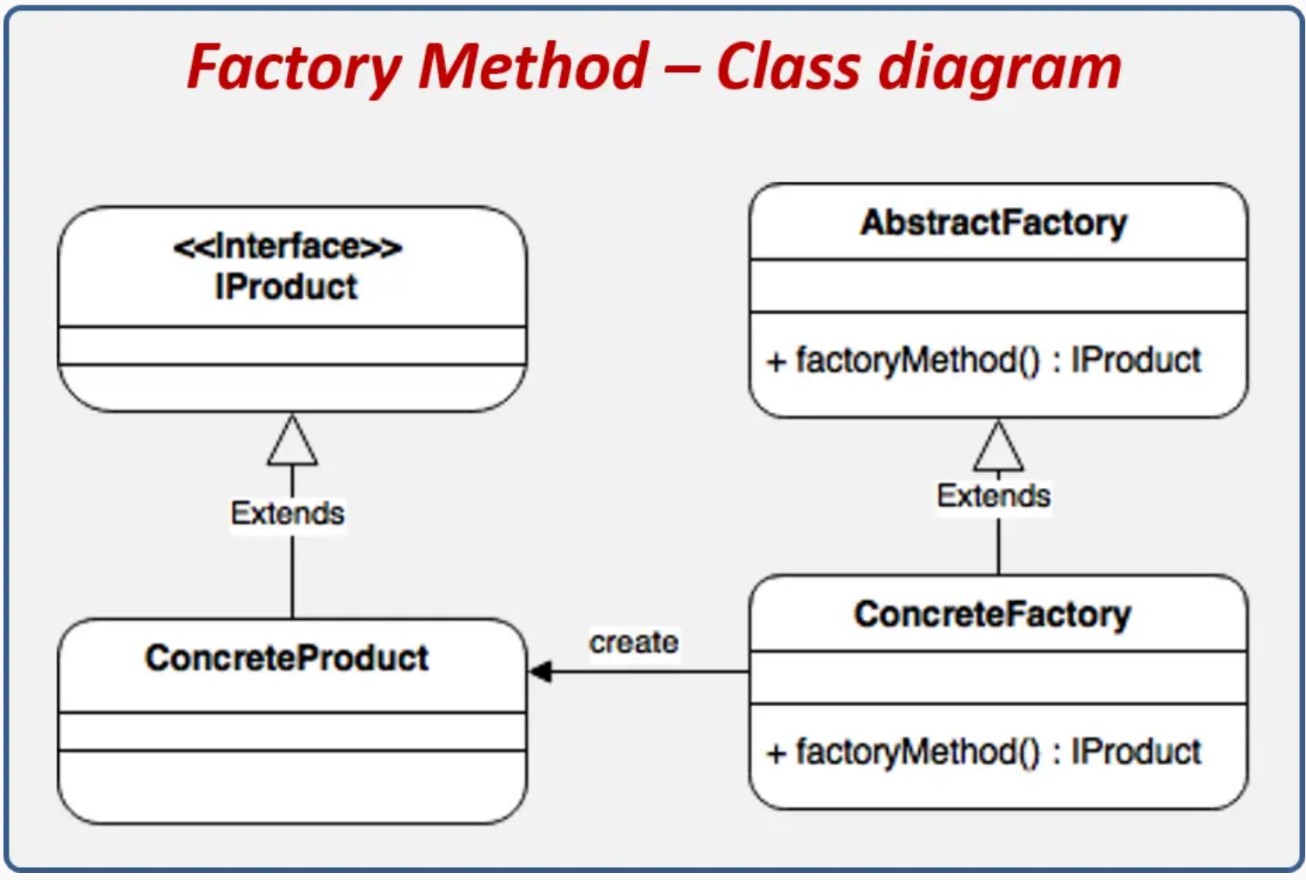 Factory Method – Class diagram
<<Interface>>
IProduct
Extends
ConcreteProduct
AbstractFactory
+ factoryMethod() : IProduct
Extends
create
ConcreteFactory
+ factoryMethod() : IProduct